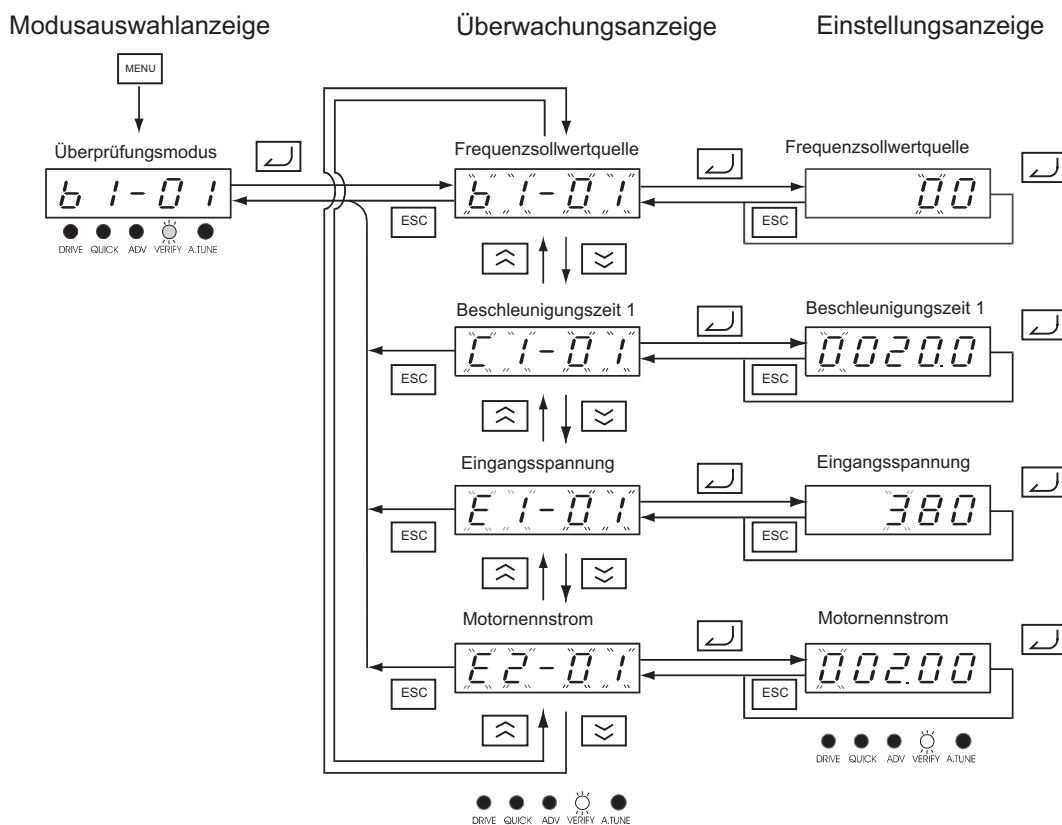 Modusauswahlanzeige
Überwachungsanzeige
Einstellungsanzeige
MENU
Überprüfungsmodus
b1-01
DRIVE QUICK ADV VERIFY A.TUNE
Frequenzsollwertquelle
b1-01
ESC
Frequenzsollwertquelle
00
ESC
Beschleunigungszeit 1
C1-01
ESC
Beschleunigungszeit 1
0020.0
ESC
Eingangsspannung
E1-01
ESC
Eingangsspannung
380
ESC
Motornennstrom
E2-01
ESC
Motornennstrom
002.00
ESC
DRIVE QUICK ADV VERIFY A.TUNE
DRIVE QUICK ADV VERIFY A.TUNE